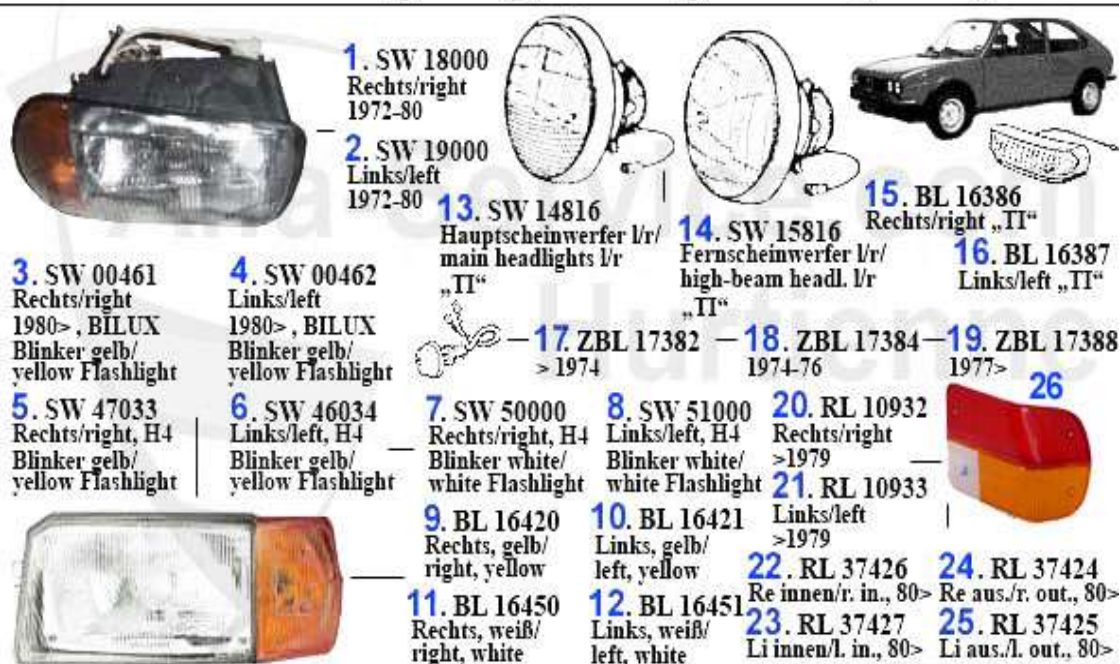 1. SW 18000
Rechts/right
1972-80
2. SW 19000
Links/left
1972-80
13. SW 14816
Hauptscheinwerfer l/r/
main headlights l/r
„TI“
14. SW 15816
Fernscheinwerfer l/r/
high-beam headl. l/r
„TI“
15. BL 16386
Rechts/right „TI“
16. BL 16387
Links/left „TI“
3. SW 00461
Rechts/right
1980> , BILUX
Blinker gelb/
yellow Flashlight
4. SW 00462
Links/left
1980> , BILUX
Blinker gelb/
yellow Flashlight
17. ZBL 17382
> 1974
18. ZBL 17384
1974-76
19. ZBL 17388
1977>
5. SW 47033
Rechts/right, H4
Blinker gelb/
yellow Flashlight
6. SW 46034
Links/left, H4
Blinker gelb/
yellow Flashlight
7. SW 50000
Rechts/right, H4
Blinker white/
white Flashlight
8. SW 51000
Links/left, H4
Blinker white/
white Flashlight
20. RL 10932
Rechts/right
>1979
21. RL 10933
Links/left
>1979
26
9. BL 16420
Rechts, gelb/
right, yellow
10. BL 16421
Links, gelb/
left, yellow
11. BL 16450
Rechts, weiß/
right, white
12. BL 16451
Links, weiß/
left, white
22. RL 37426
Re innen/r. in., 80>
23. RL 37427
Li innen/l. in., 80>
24. RL 37424
Re aus./r. out., 80>
25. RL 37425
Li aus./l. out., 80>
Hurtienne